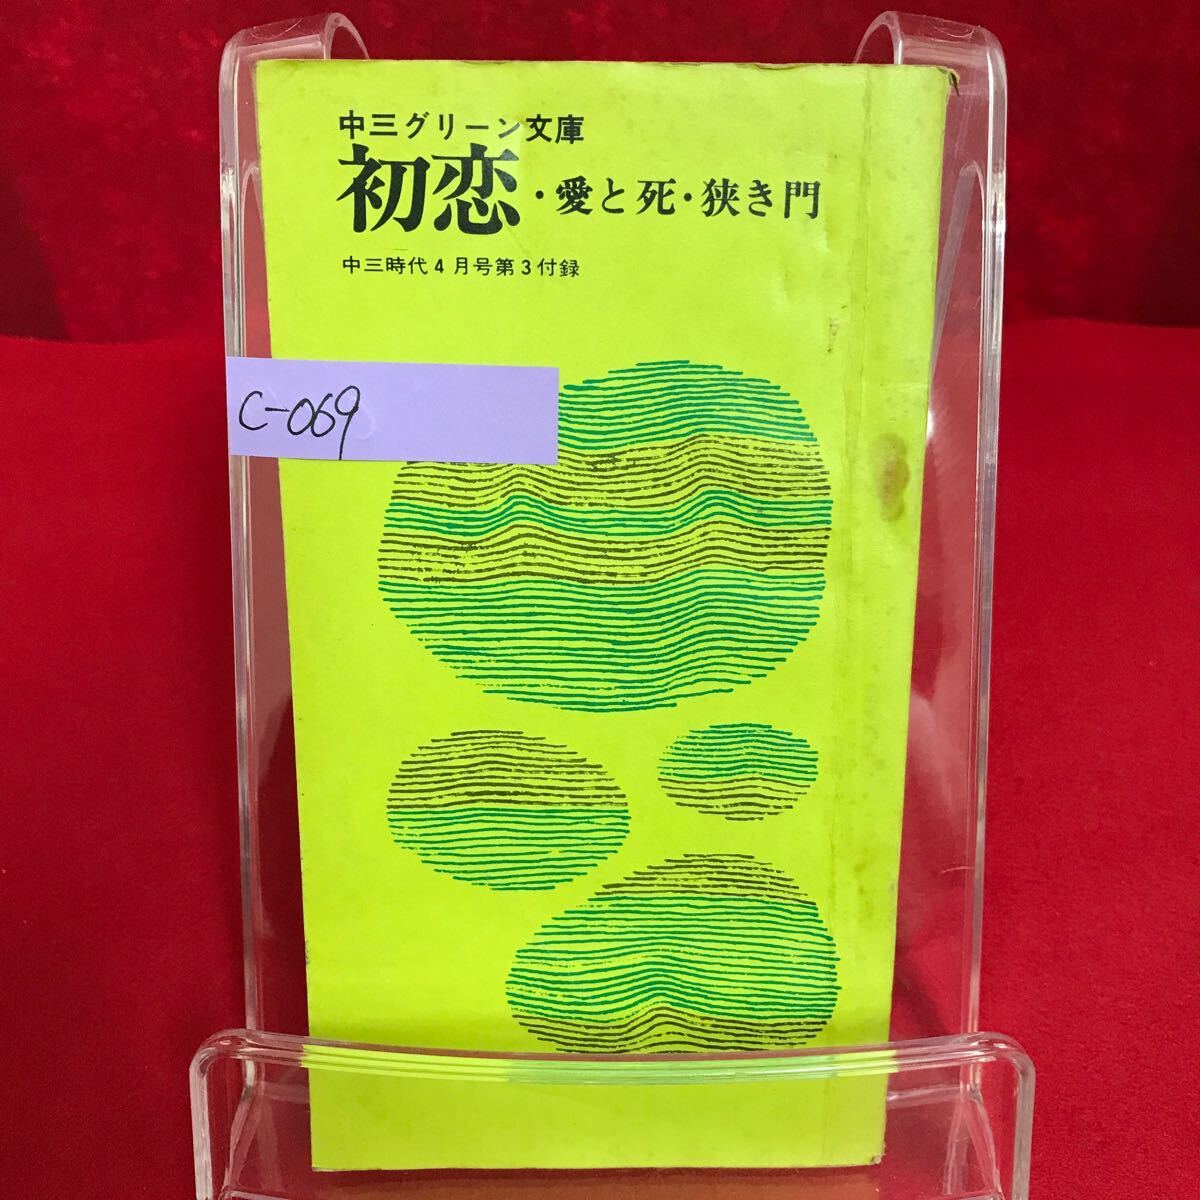 中三グリーン文庫
初恋・愛と死・狭き門
中三時代4月号第3付録
C-069